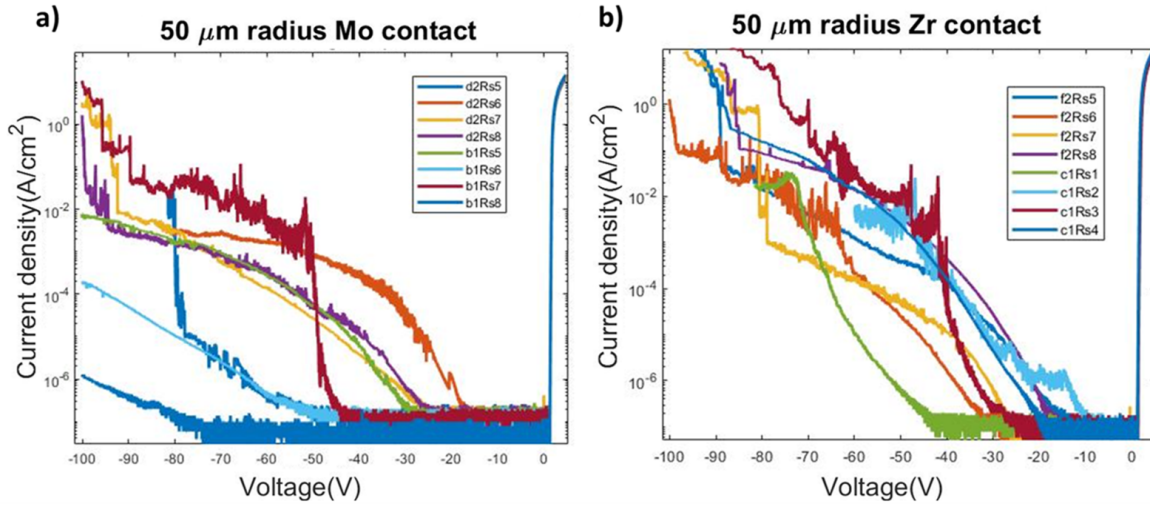 a)
50 μm radius Mo contact
Current density(A/cm2)
10^0
10^-2
10^-4
10^-6
d2Rs5
d2Rs6
d2Rs7
d2Rs8
b1Rs5
b1Rs6
b1Rs7
b1Rs8
-100 -90 -80 -70 -60 -50 -40 -30 -20 -10 0
Voltage(V)
b)
50 μm radius Zr contact
Current density(A/cm2)
10^0
10^-2
10^-4
10^-6
f2Rs5
f2Rs6
f2Rs7
f2Rs8
c1Rs1
c1Rs2
c1Rs3
c1Rs4
-100 -90 -80 -70 -60 -50 -40 -30 -20 -10 0
Voltage(V)